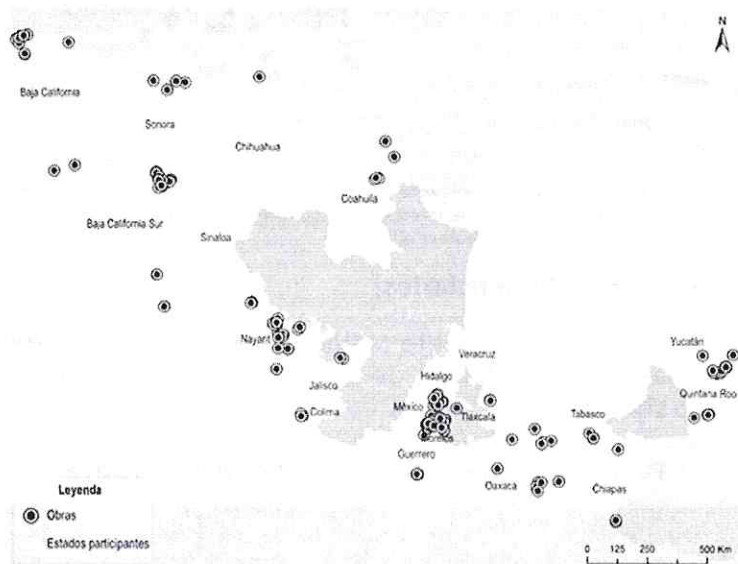 N
Baja California
Sonora
Chihuahua
Coahuila
Baja California Sur
Sinaloa
Nayarit
Veracruz
Yucatán
Hidalgo
Jalisco
Quintana Roo
México
Tlaxcala
Colima
Tabasco
Morelos
Guerrero
Oaxaca
Chiapas
Leyenda
Obras
Estados participantes
0 125 250 500 Km